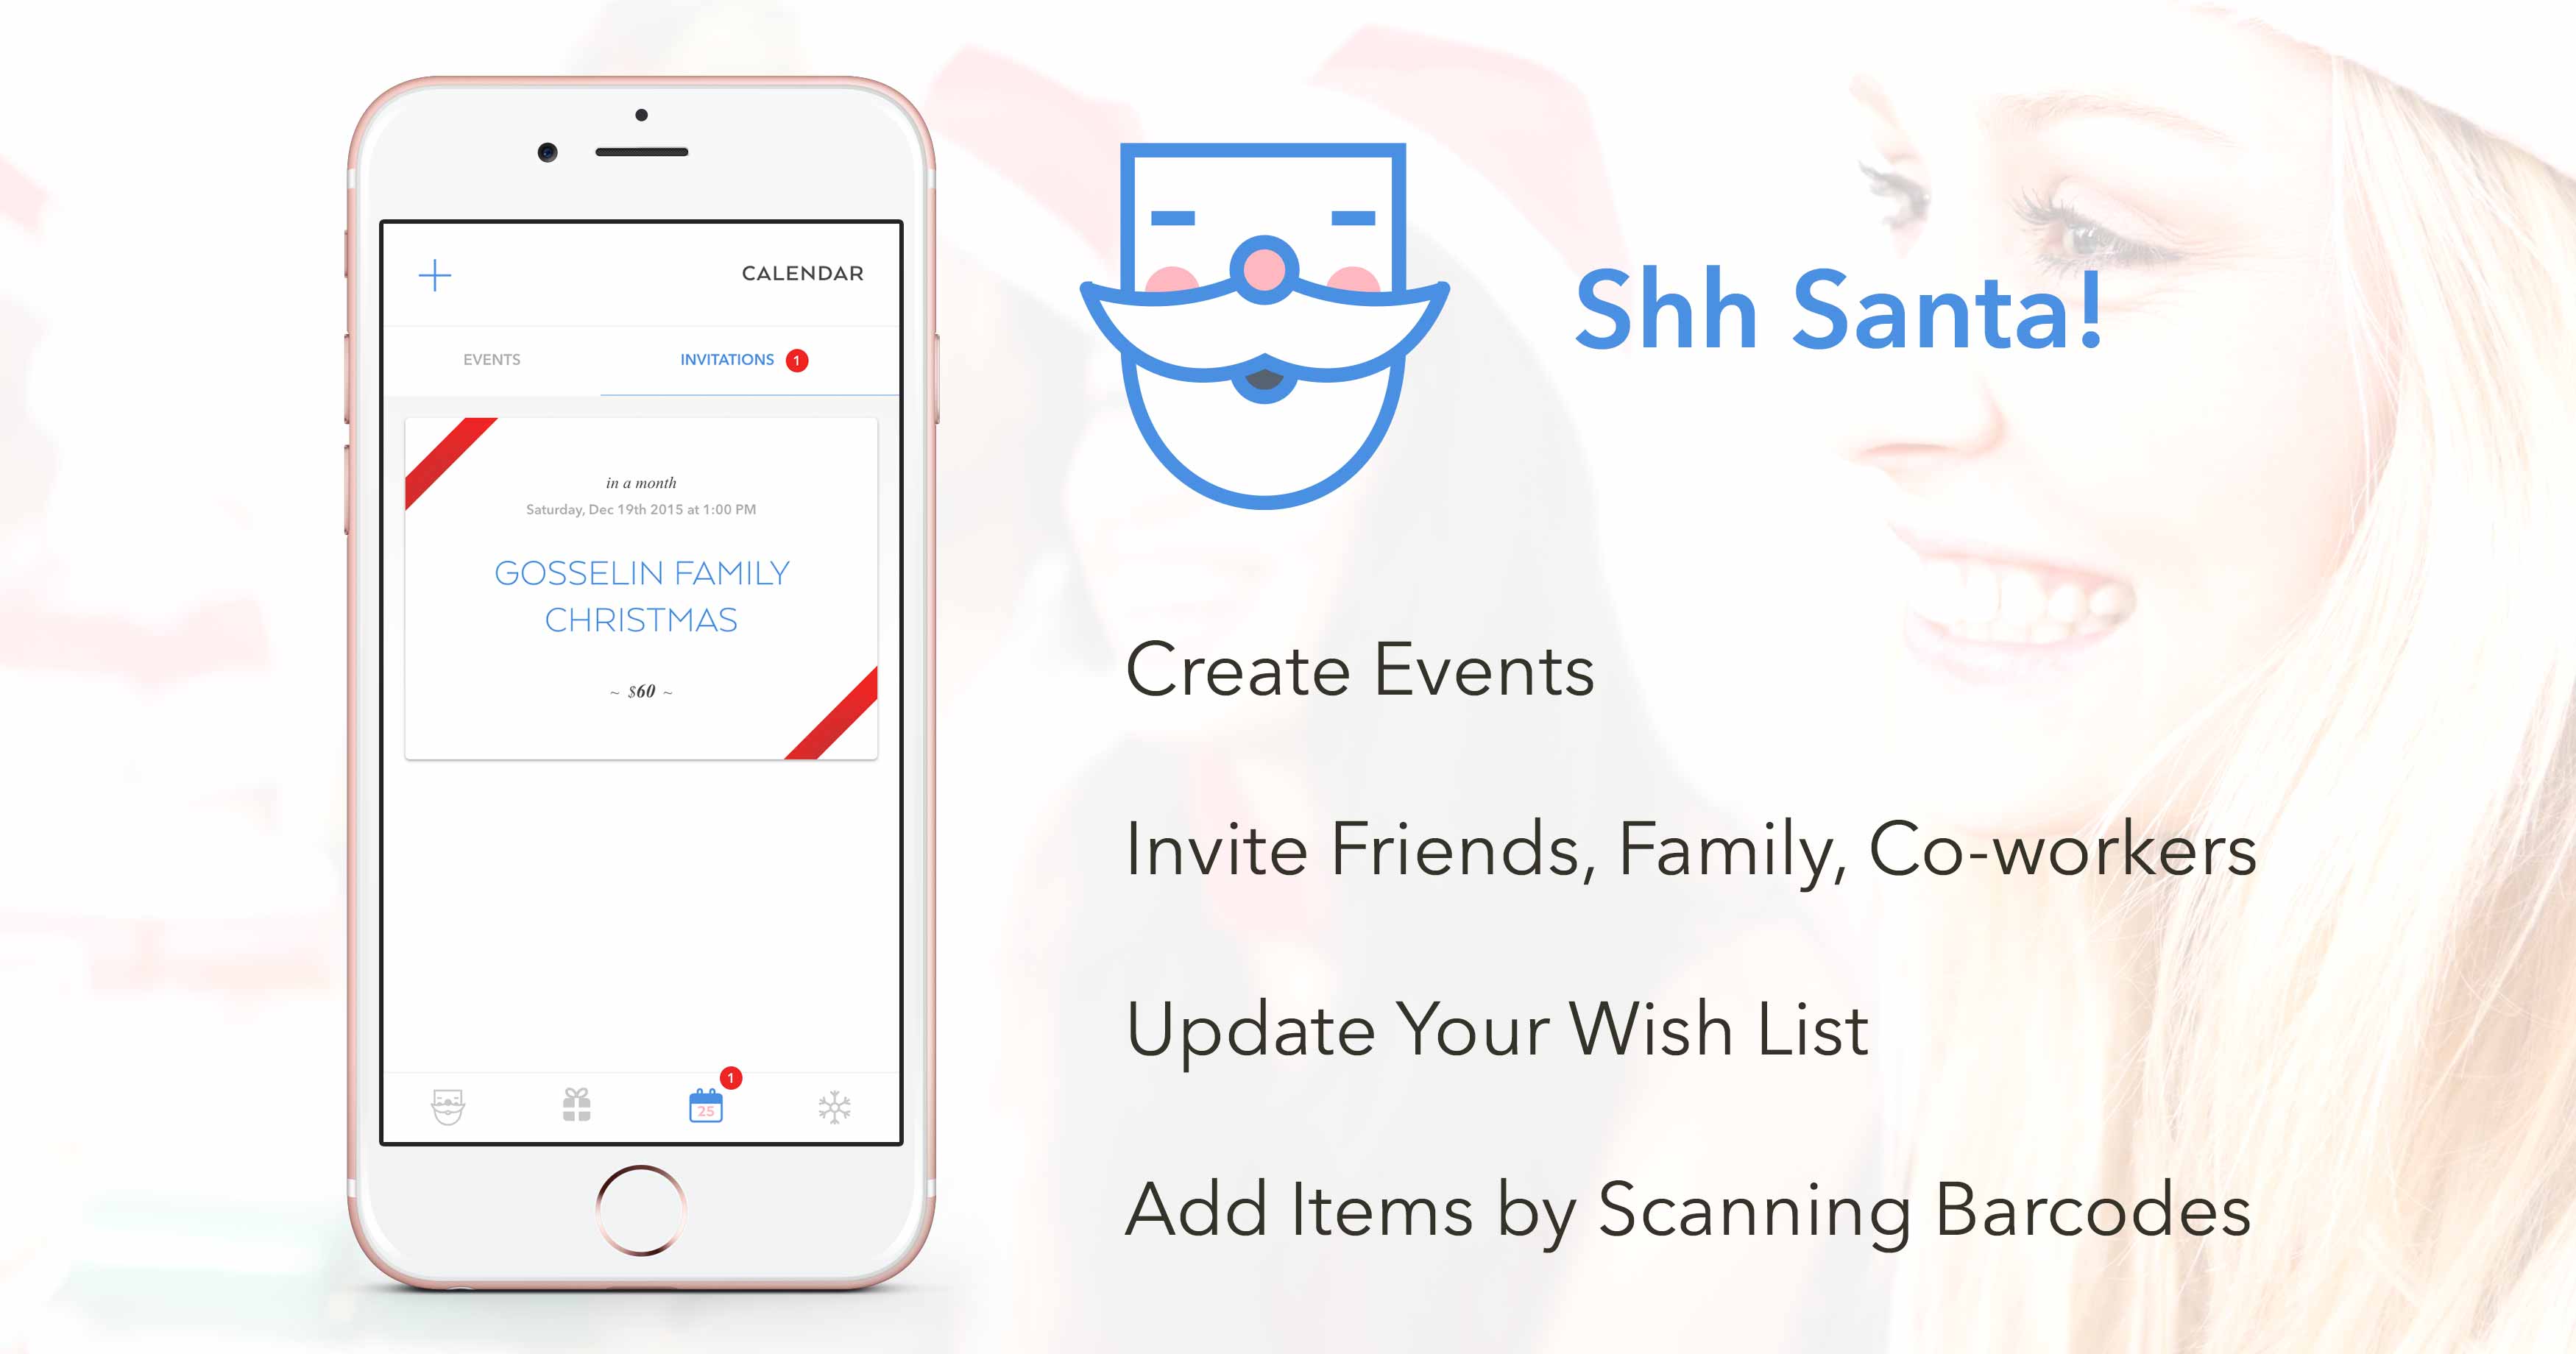 CALENDAR
EVENTS
INVITATIONS 1
in a month
Saturday, Dec 19th 2015 at 1:00 PM
GOSSELIN FAMILY
CHRISTMAS
~ $60 ~
1
25
Shh Santa!
Create Events
Invite Friends, Family, Co-workers
Update Your Wish List
Add Items by Scanning Barcodes